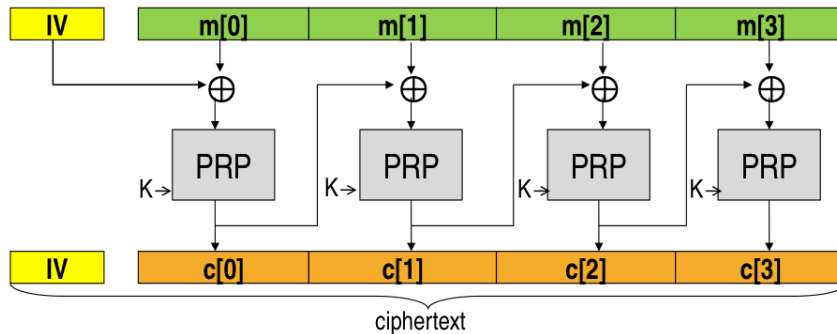 IV m[0] m[1] m[2] m[3]
PRP PRP PRP PRP
K K K K
IV c[0] c[1] c[2] c[3]
ciphertext